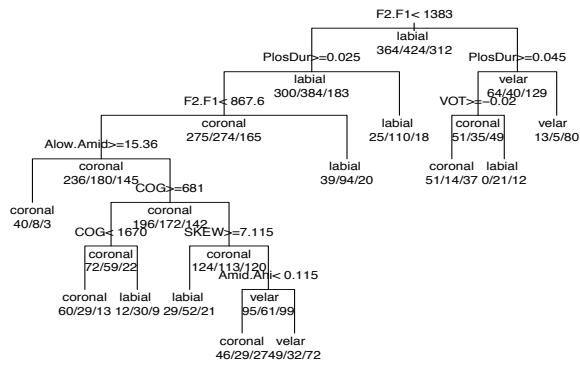 F2.F1< 1383
labial
364/424/312
PlosDur>=0.025
PlosDur>=0.045
labial
300/384/183
velar
64/40/129
F2.F1< 867.6
VOT>=-0.02
coronal
275/274/165
labial
25/110/18
coronal
51/35/49
velar
13/5/80
Alow.Amid>=15.36
coronal
236/180/145
labial
39/94/20
coronal
51/14/37
labial
0/21/12
COG>=681
coronal
40/8/3
coronal
196/172/142
COG< 1670
SKEW>=7.115
coronal
72/59/22
coronal
124/113/120
Amid.Ahi< 0.115
coronal
60/29/13
labial
12/30/9
labial
29/52/21
velar
95/61/99
coronal
46/29/27
velar
49/32/72